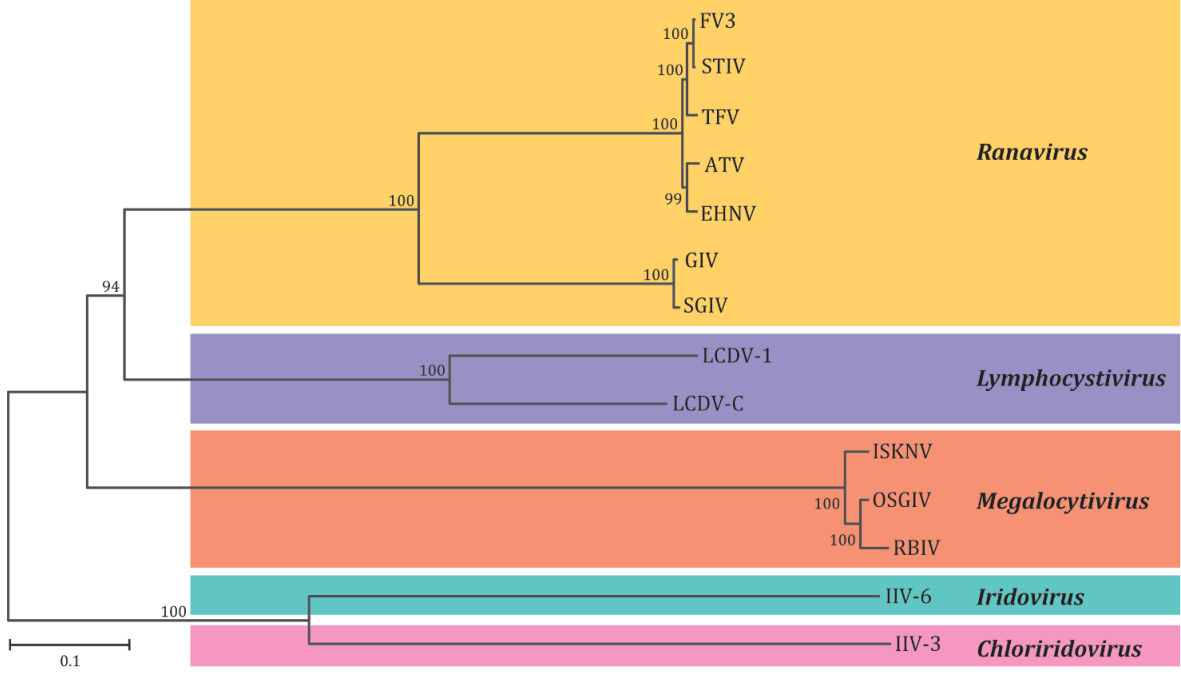 FV3
100
STIV
100
TFV
100
Ranavirus
ATV
99
EHNV
100
GIV
100
SGIV
94
LCDV-1
100
Lymphocystivirus
LCDV-C
ISKNV
100
OSGIV
Megalocytivirus
100
RBIV
IIV-6
Iridovirus
100
IIV-3
Chloriridovirus
0.1